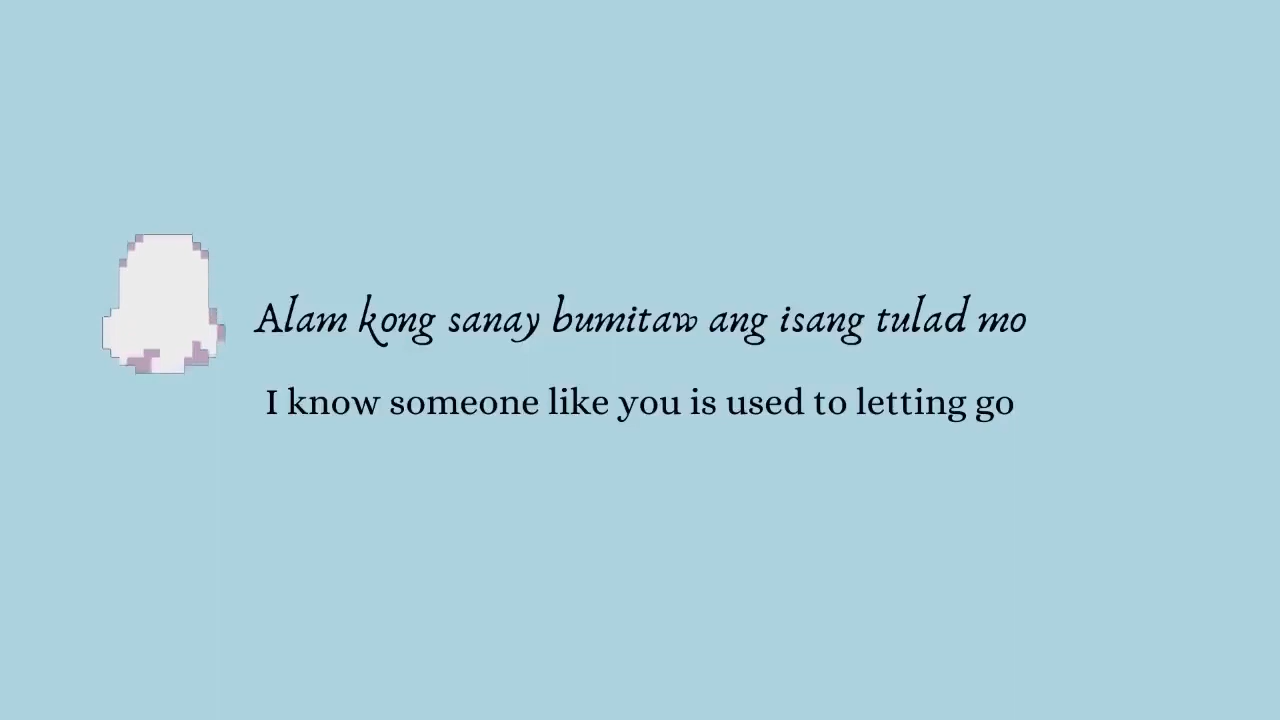 Alam kong sanay bumitaw ang isang tulad mo
I know someone like you is used to letting go